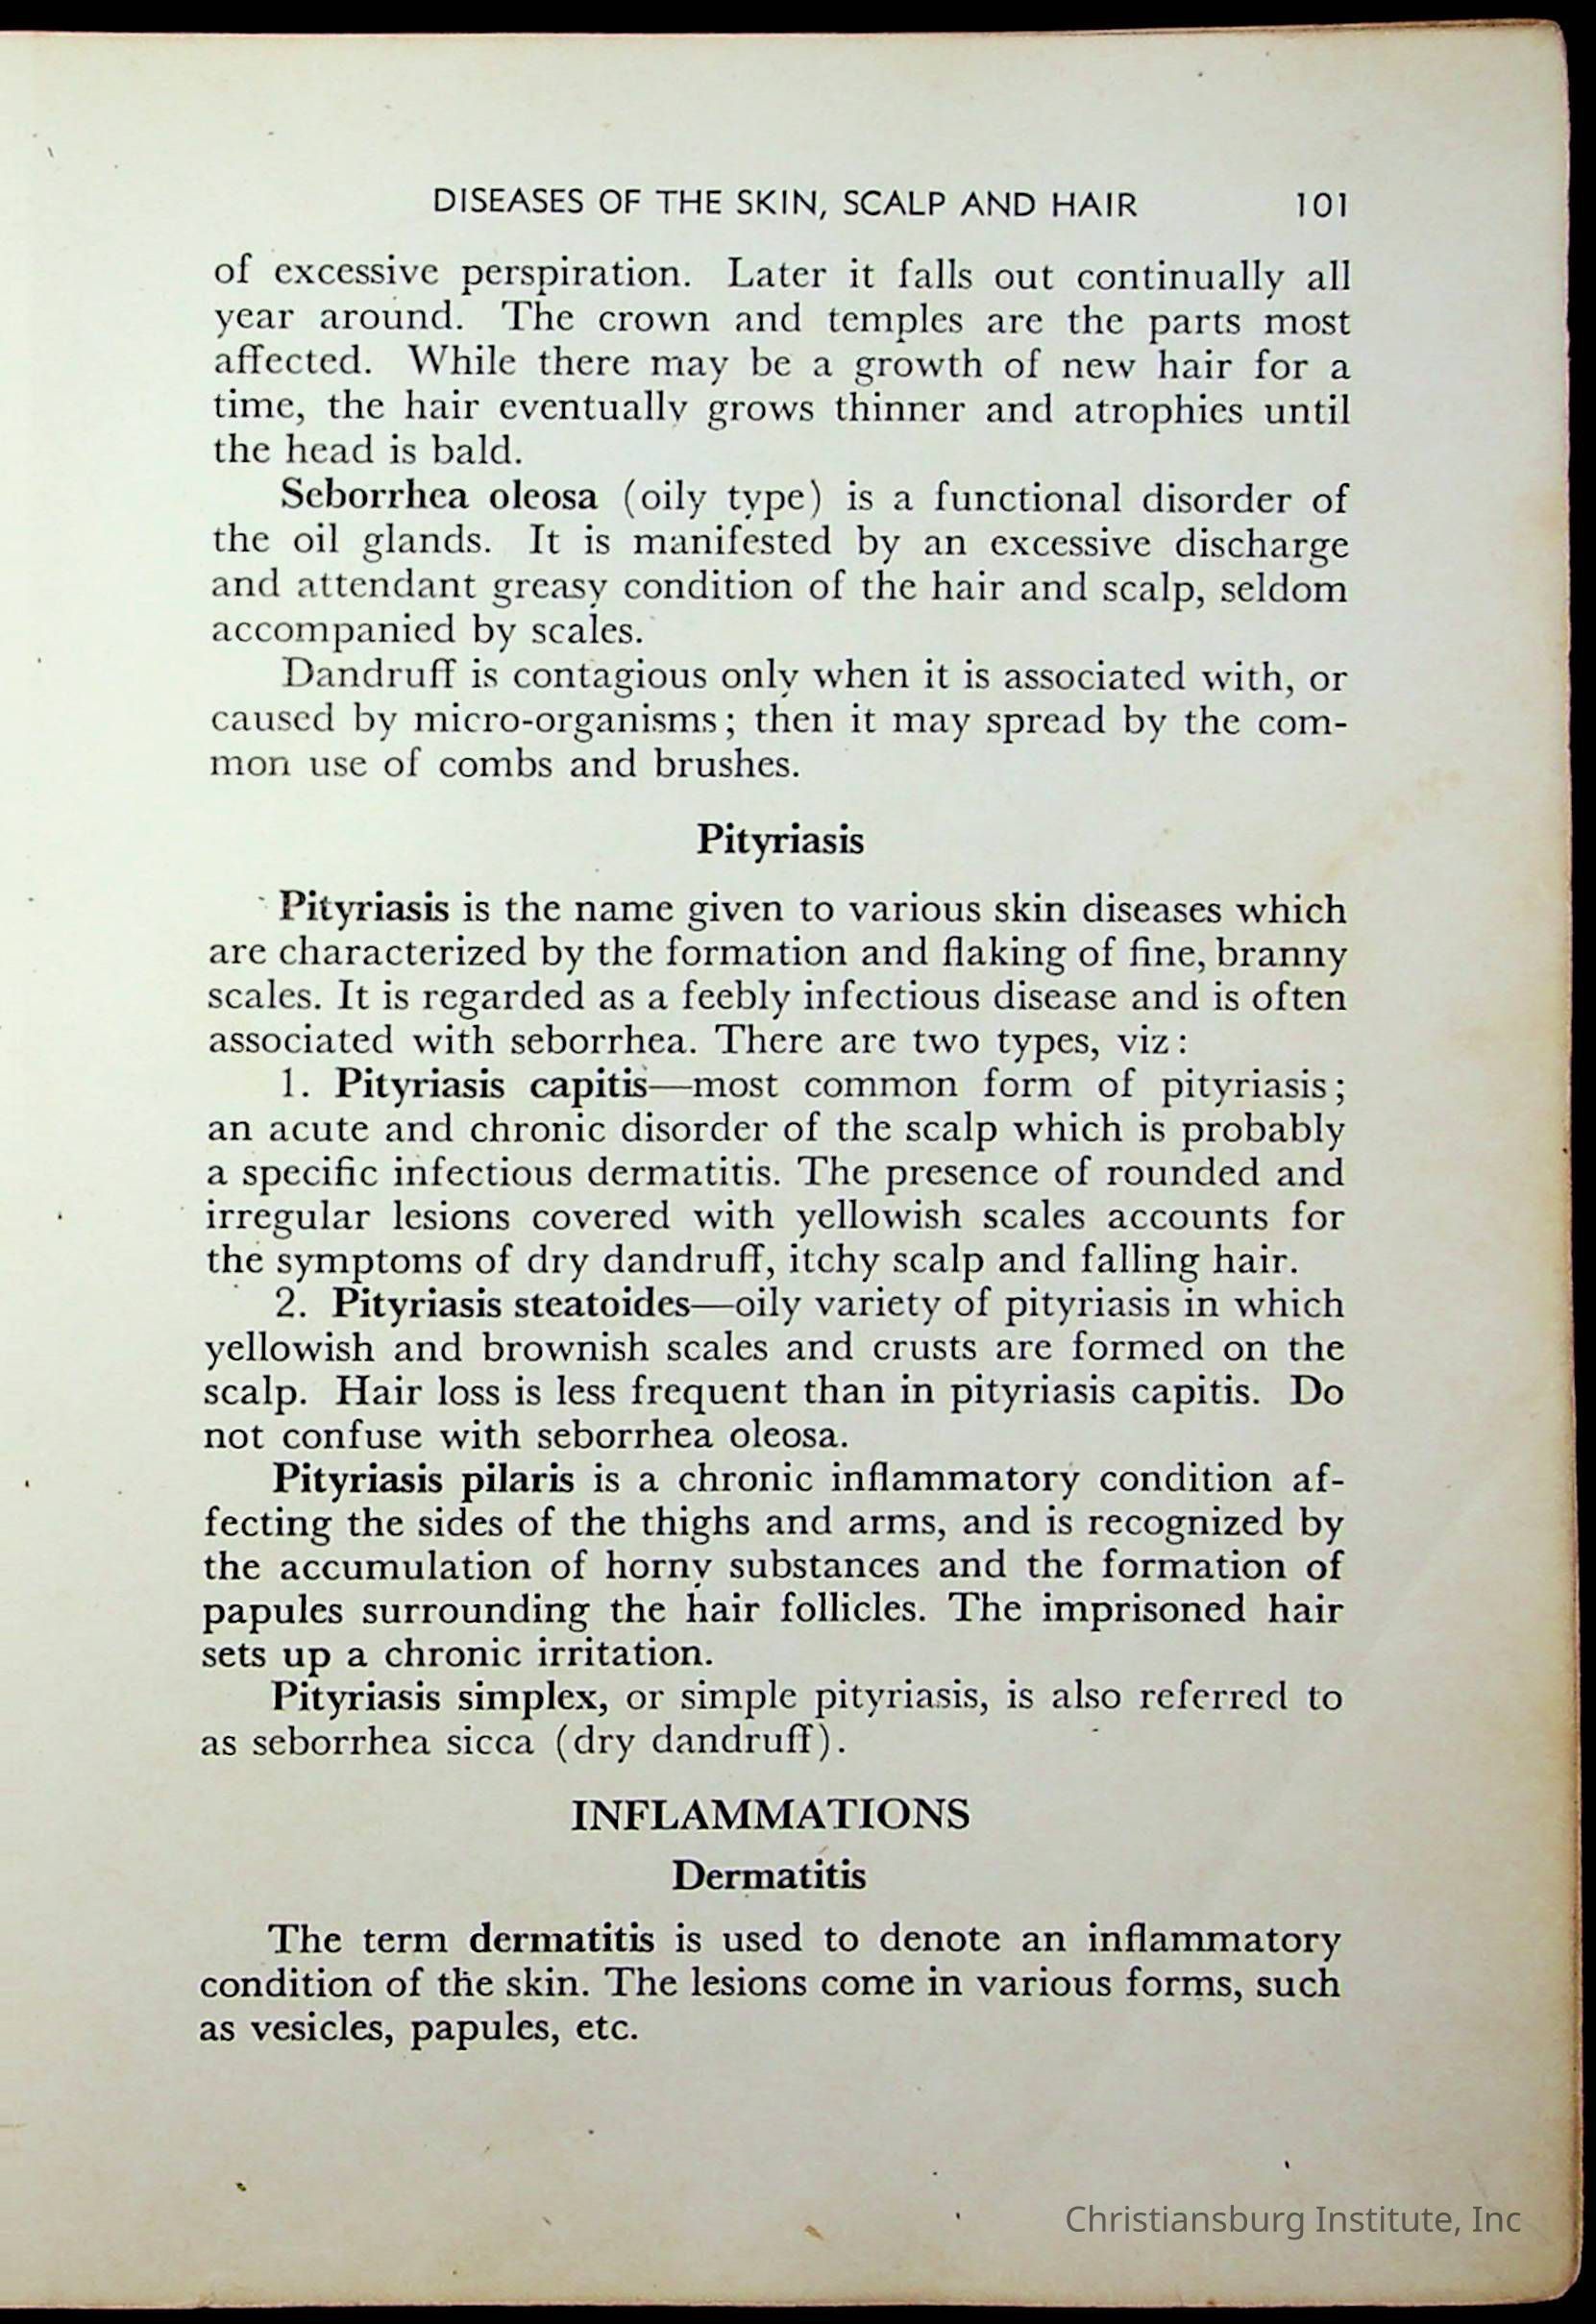 DISEASES OF THE SKIN, SCALP AND HAIR 101
of excessive perspiration. Later it falls out continually all
year around. The crown and temples are the parts most
affected. While there may be a growth of new hair for a
time, the hair eventually grows thinner and atrophies until
the head is bald.
Seborrhea oleosa (oily type) is a functional disorder of
the oil glands. It is manifested by an excessive discharge
and attendant greasy condition of the hair and scalp, seldom
accompanied by scales.
Dandruff is contagious only when it is associated with, or
caused by micro-organisms; then it may spread by the com-
mon use of combs and brushes.
Pityriasis
Pityriasis is the name given to various skin diseases which
are characterized by the formation and flaking of fine, branny
scales. It is regarded as a feebly infectious disease and is often
associated with seborrhea. There are two types, viz:
1. Pityriasis capitis—most common form of pityriasis;
an acute and chronic disorder of the scalp which is probably
a specific infectious dermatitis. The presence of rounded and
irregular lesions covered with yellowish scales accounts for
the symptoms of dry dandruff, itchy scalp and falling hair.
2. Pityriasis steatoides—oily variety of pityriasis in which
yellowish and brownish scales and crusts are formed on the
scalp. Hair loss is less frequent than in pityriasis capitis. Do
not confuse with seborrhea oleosa.
Pityriasis pilaris is a chronic inflammatory condition af-
fecting the sides of the thighs and arms, and is recognized by
the accumulation of horny substances and the formation of
papules surrounding the hair follicles. The imprisoned hair
sets up a chronic irritation.
Pityriasis simplex, or simple pityriasis, is also referred to
as seborrhea sicca (dry dandruff).
INFLAMMATIONS
Dermatitis
The term dermatitis is used to denote an inflammatory
condition of the skin. The lesions come in various forms, such
as vesicles, papules, etc.
Christiansburg Institute, Inc